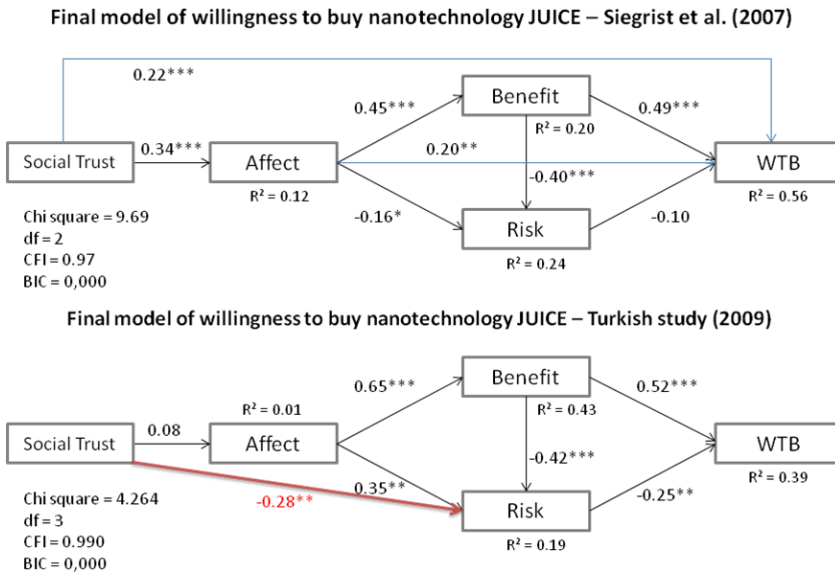 Final model of willingness to buy nanotechnology JUICE – Siegrist et al. (2007)
0.22***
Benefit
0.45***
0.49***
R² = 0.20
0.34***
Social Trust
Affect
0.20**
WTB
-0.40***
R² = 0.12
R² = 0.56
-0.16*
-0.10
Risk
R² = 0.24
Chi square = 9.69
df = 2
CFI = 0.97
BIC = 0,000
Final model of willingness to buy nanotechnology JUICE – Turkish study (2009)
Benefit
0.65***
0.52***
R² = 0.43
R² = 0.01
0.08
Social Trust
Affect
WTB
-0.42***
R² = 0.39
0.35**
-0.28**
-0.25**
Risk
R² = 0.19
Chi square = 4.264
df = 3
CFI = 0.990
BIC = 0,000